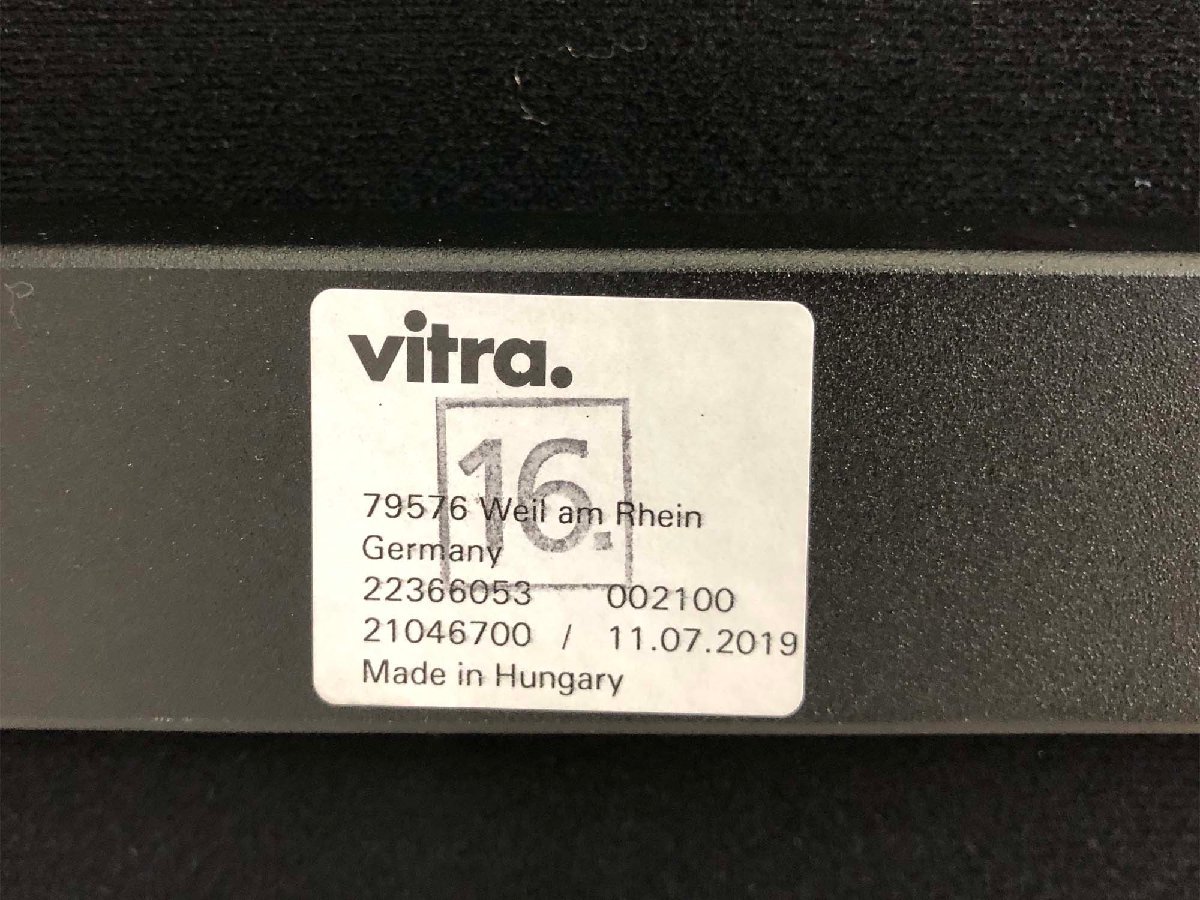 vitra.
16.
79576 Weil am Rhein
Germany
22366053 002100
21046700 / 11.07.2019
Made in Hungary